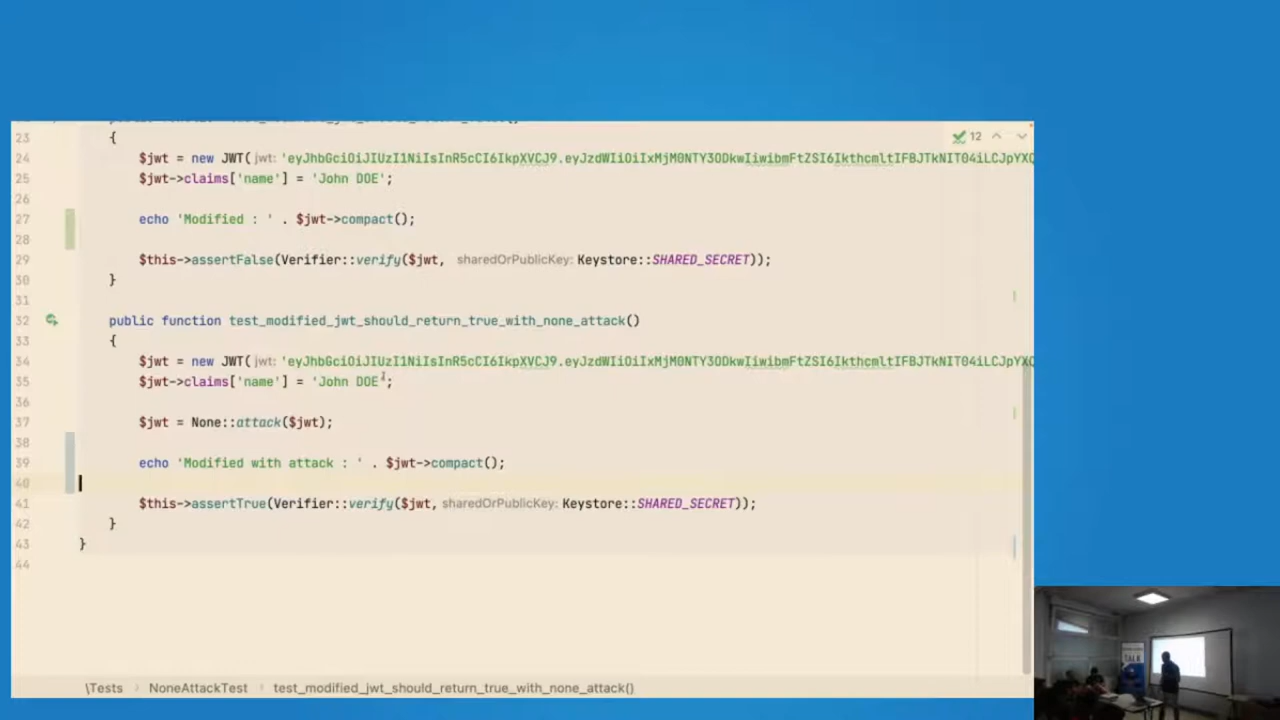 23 {
24 $jwt = new JWT( jwt: 'eyJhbGciOiJIUzI1NiIsInR5cCI6IkpXVCJ9.eyJzdWIiOiIxMjM0NTY3ODkwIiwibmFtZSI6IkthcmltIFBJTkNIT04iLCJpYXQ
12
25 $jwt->claims['name'] = 'John DOE';
26
27 echo 'Modified : ' . $jwt->compact();
28
29 $this->assertFalse(Verifier::verify($jwt, sharedOrPublicKey: Keystore::SHARED_SECRET));
30 }
31
32 public function test_modified_jwt_should_return_true_with_none_attack()
33 {
34 $jwt = new JWT( jwt: 'eyJhbGciOiJIUzI1NiIsInR5cCI6IkpXVCJ9.eyJzdWIiOiIxMjM0NTY3ODkwIiwibmFtZSI6IkthcmltIFBJTkNIT04iLCJpYXQ
35 $jwt->claims['name'] = 'John DOE';
36
37 $jwt = None::attack($jwt);
38
39 echo 'Modified with attack : ' . $jwt->compact();
40
41 $this->assertTrue(Verifier::verify($jwt, sharedOrPublicKey: Keystore::SHARED_SECRET));
42 }
43 }
44
\Tests > NoneAttackTest > test_modified_jwt_should_return_true_with_none_attack()
TALK